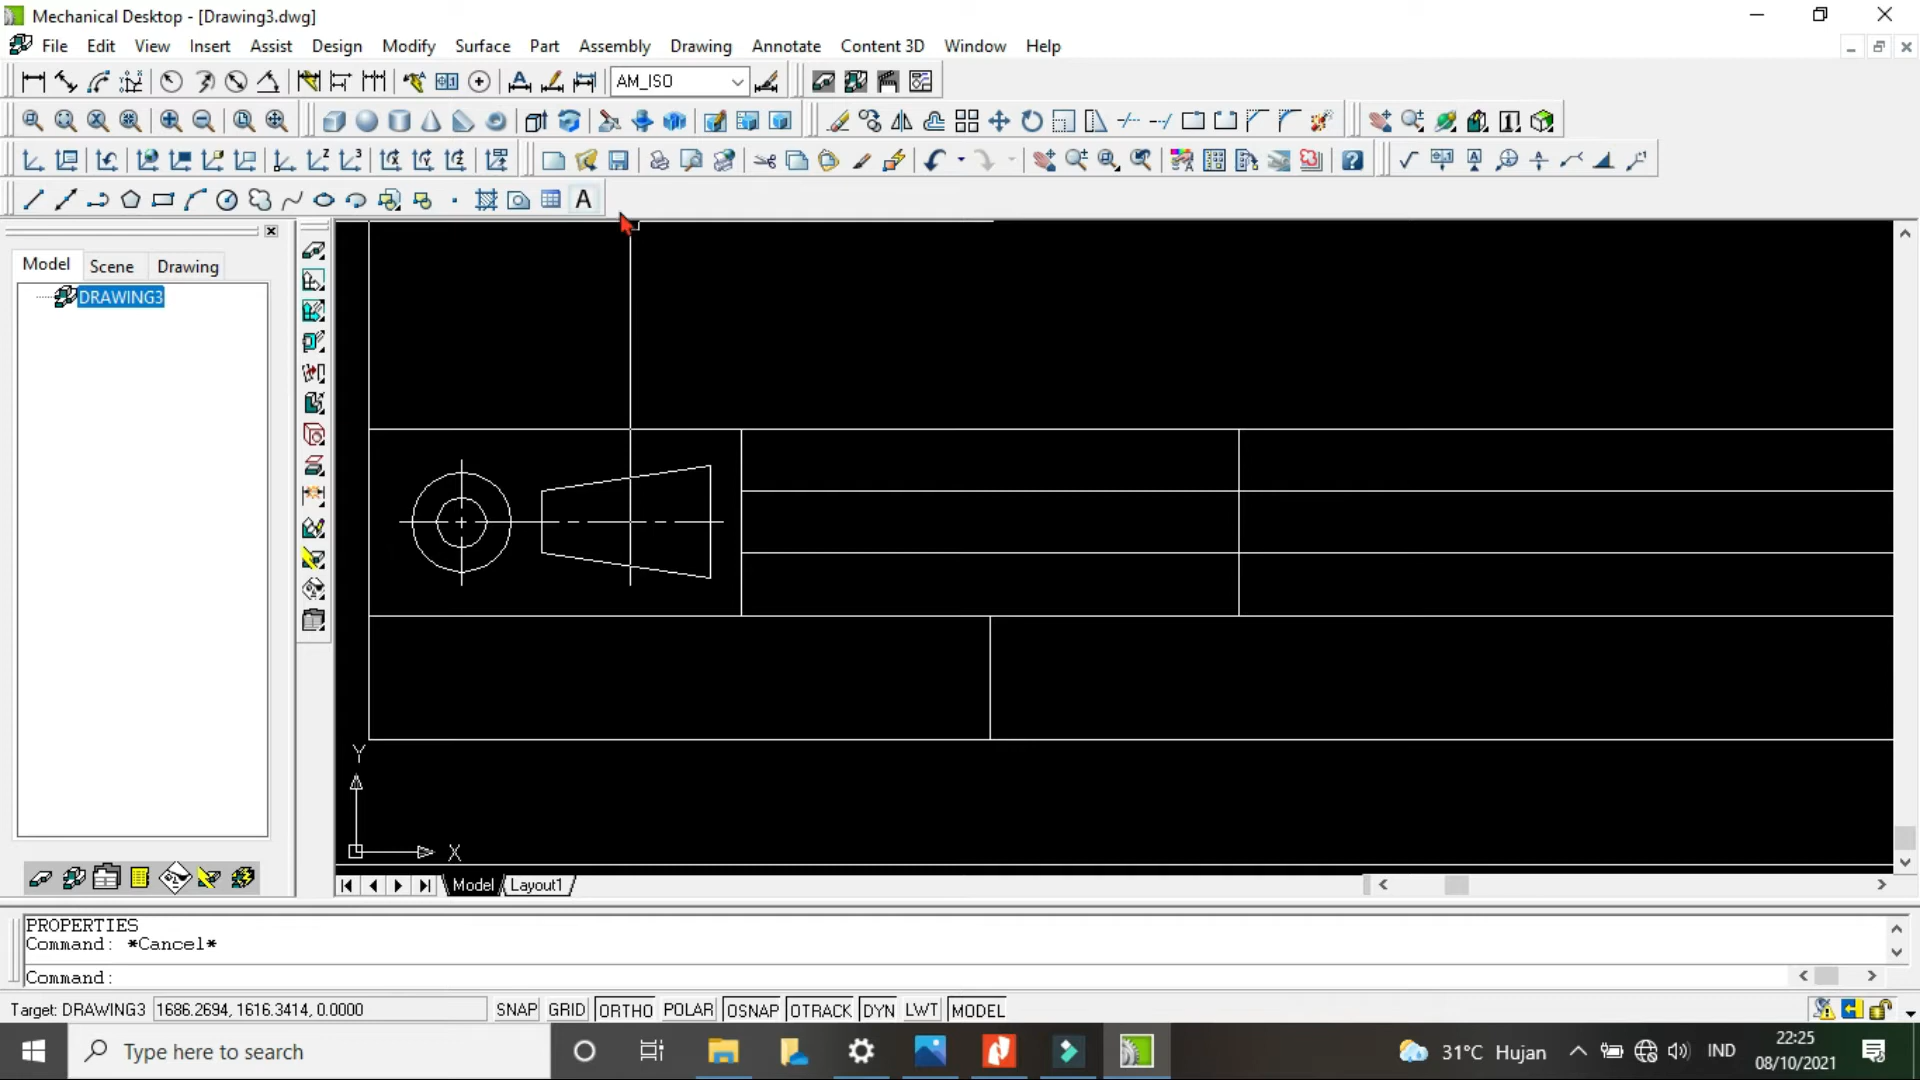 Mechanical Desktop - [Drawing3.dwg]
File Edit View Insert Assist Design Modify Surface Part Assembly Drawing Annotate Content 3D Window Help
AM_ISO
A
Model Scene Drawing
DRAWING3
Y
X
Model Layout1
PROPERTIES
Command: *Cancel*
Command:
Target: DRAWING3 1686.2694, 1616.3414, 0.0000 SNAP GRID ORTHO POLAR OSNAP OTRACK DYN LWT MODEL
Type here to search
31°C Hujan
IND
22:25
08/10/2021